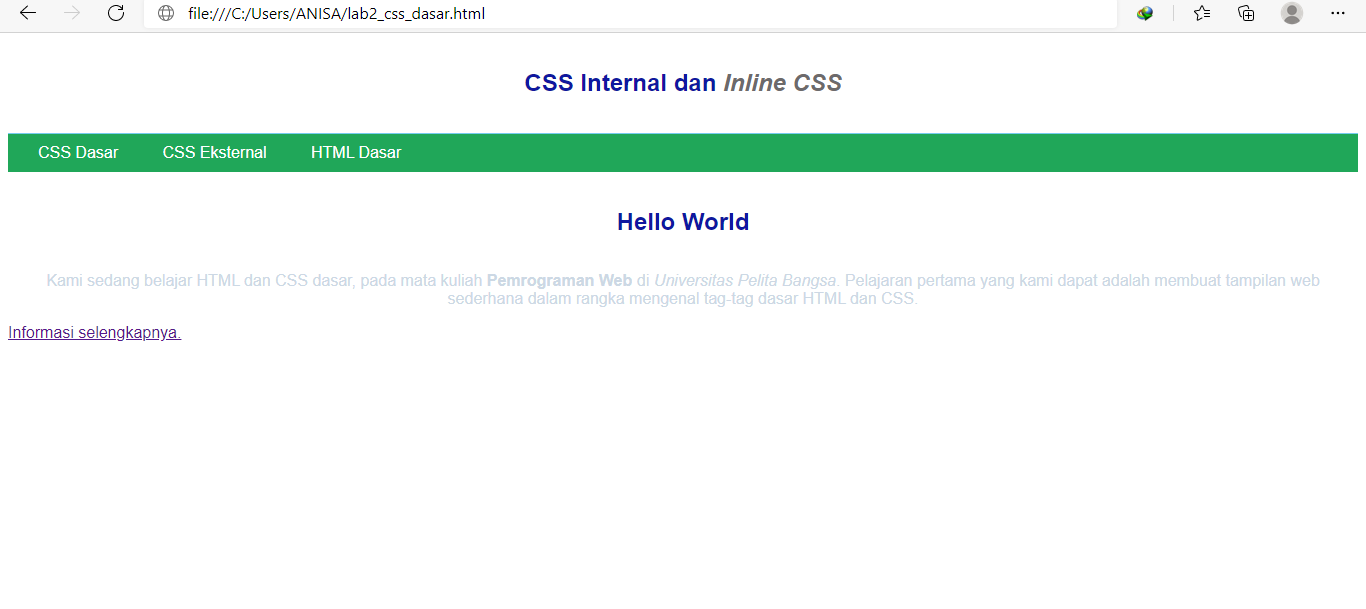 file:///C:/Users/ANISA/lab2_css_dasar.html
CSS Internal dan Inline CSS
CSS Dasar CSS Eksternal HTML Dasar
Hello World
Kami sedang belajar HTML dan CSS dasar, pada mata kuliah Pemrograman Web di Universitas Pelita Bangsa. Pelajaran pertama yang kami dapat adalah membuat tampilan web
sederhana dalam rangka mengenal tag-tag dasar HTML dan CSS.
Informasi selengkapnya.